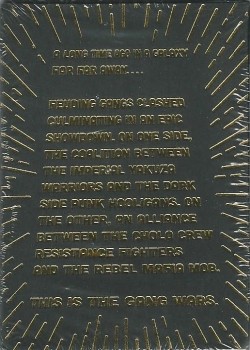 A LONG TIME AGO IN A GALAXY
FAR FAR AWAY....
FEUDING GANGS CLASHED
CULMINATING IN AN EPIC
SHOWDOWN. ON ONE SIDE,
THE COALITION BETWEEN
THE IMPERIAL YAKUZA
WARRIORS AND THE DARK
SIDE PUNK HOOLIGANS. ON
THE OTHER, AN ALLIANCE
BETWEEN THE CHOLO CREW
RESISTANCE FIGHTERS
AND THE REBEL MAFIA MOB.
THIS IS THE GANG WARS.